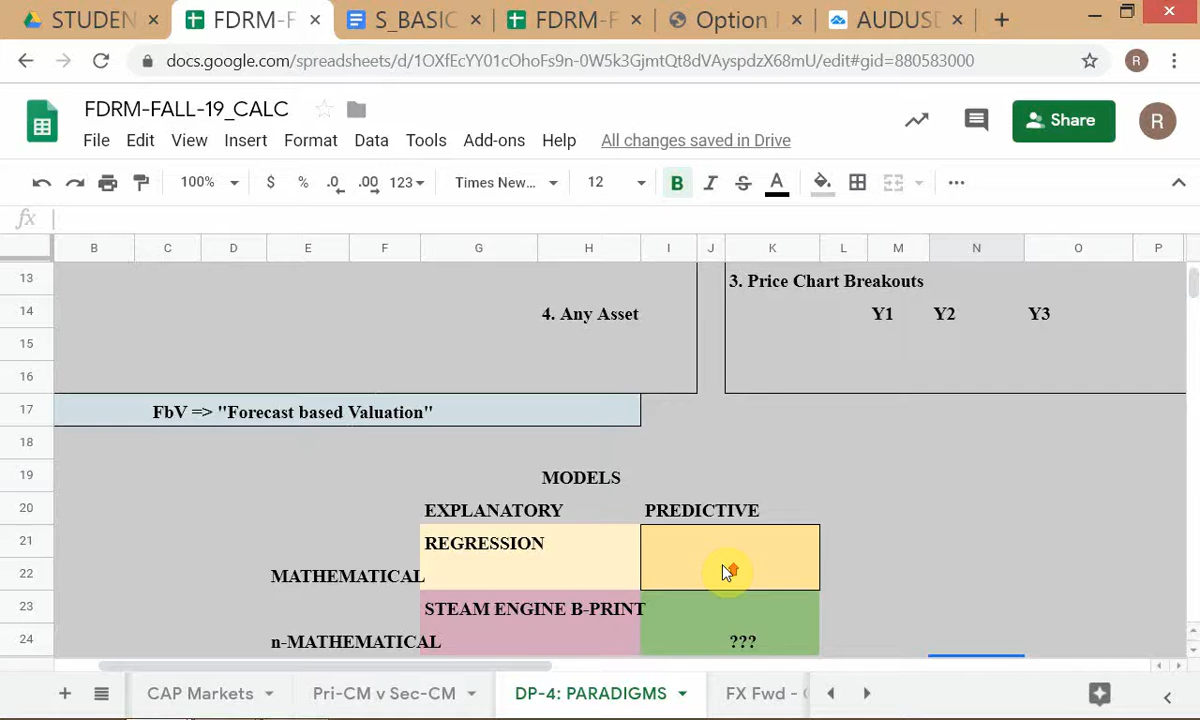 STUDEN × FDRM-F × S_BASIC × FDRM-F × Option × AUDUSD × +
docs.google.com/spreadsheets/d/1OXfEcYY01cOhoFs9n-0W5k3GjmtQt8dVAyspdzX68mU/edit#gid=880583000 R
FDRM-FALL-19_CALC
Share R
File Edit View Insert Format Data Tools Add-ons Help All changes saved in Drive
100% $ % .0 .00 123 Times New... 12 B I S A ...
fx
B C D E F G H I J K L M N O P
13 3. Price Chart Breakouts
14 4. Any Asset Y1 Y2 Y3
15
16
17 FbV => "Forecast based Valuation"
18
19 MODELS
20 EXPLANATORY PREDICTIVE
21 REGRESSION
22 MATHEMATICAL
23 STEAM ENGINE B-PRINT
24 n-MATHEMATICAL ???
+ CAP Markets Pri-CM v Sec-CM DP-4: PARADIGMS FX Fwd -